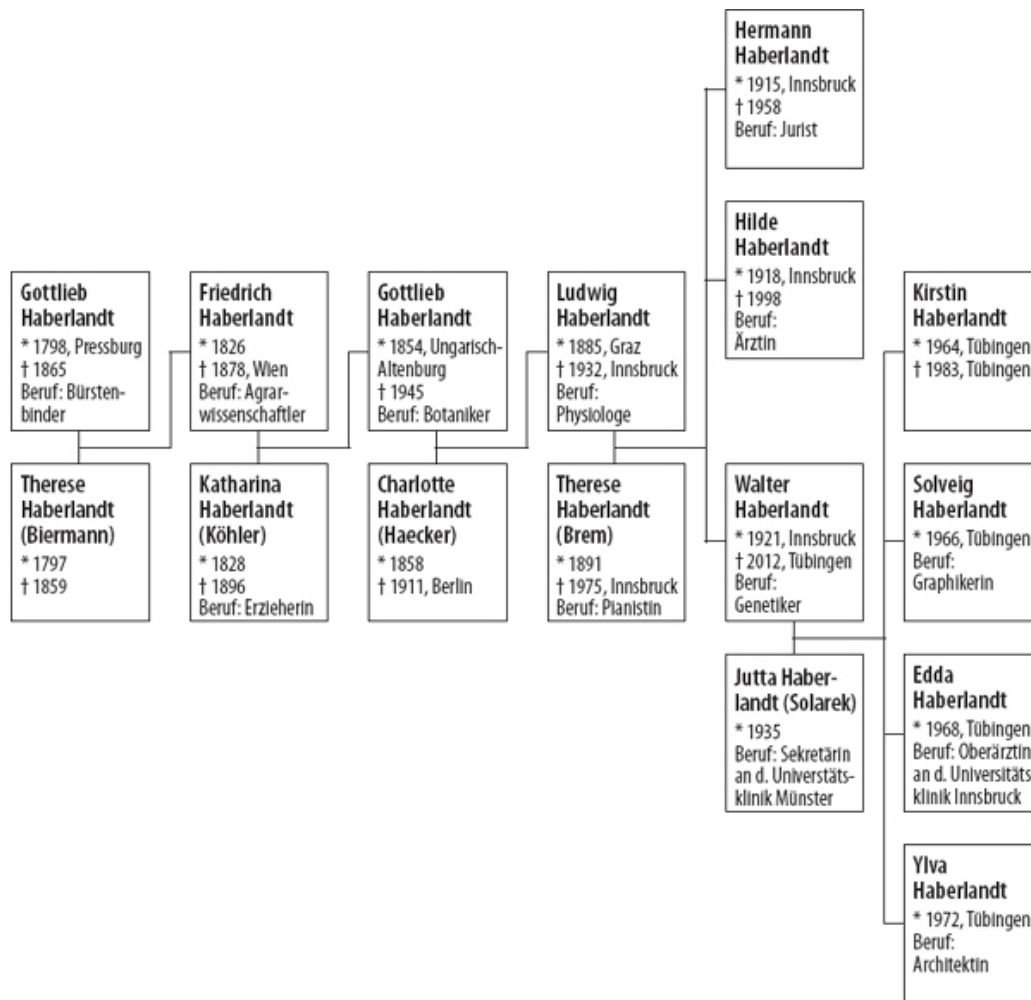 Hermann
Haberlandt
* 1915, Innsbruck
† 1958
Beruf: Jurist
Hilde
Haberlandt
* 1918, Innsbruck
† 1998
Beruf:
Ärztin
Gottlieb
Haberlandt
* 1798, Pressburg
† 1865
Beruf: Bürsten-
binder
Friedrich
Haberlandt
* 1826
† 1878, Wien
Beruf: Agrar-
wissenschaftler
Gottlieb
Haberlandt
* 1854, Ungarisch-
Altenburg
† 1945
Beruf: Botaniker
Ludwig
Haberlandt
* 1885, Graz
† 1932, Innsbruck
Beruf:
Physiologe
Kirstin
Haberlandt
* 1964, Tübingen
† 1983, Tübingen
Therese
Haberlandt
(Biermann)
* 1797
† 1859
Katharina
Haberlandt
(Köhler)
* 1828
† 1896
Beruf: Erzieherin
Charlotte
Haberlandt
(Haecker)
* 1858
† 1911, Berlin
Therese
Haberlandt
(Brem)
* 1891
† 1975, Innsbruck
Beruf: Pianistin
Walter
Haberlandt
* 1921, Innsbruck
† 2012, Tübingen
Beruf:
Genetiker
Solveig
Haberlandt
* 1966, Tübingen
Beruf:
Graphikerin
Jutta Haber-
landt (Solarek)
* 1935
Beruf: Sekretärin
an d. Universtäts-
klinik Münster
Edda
Haberlandt
* 1968, Tübingen
Beruf: Oberärztin
an d. Universitäts
klinik Innsbruck
Ylva
Haberlandt
* 1972, Tübingen
Beruf:
Architektin